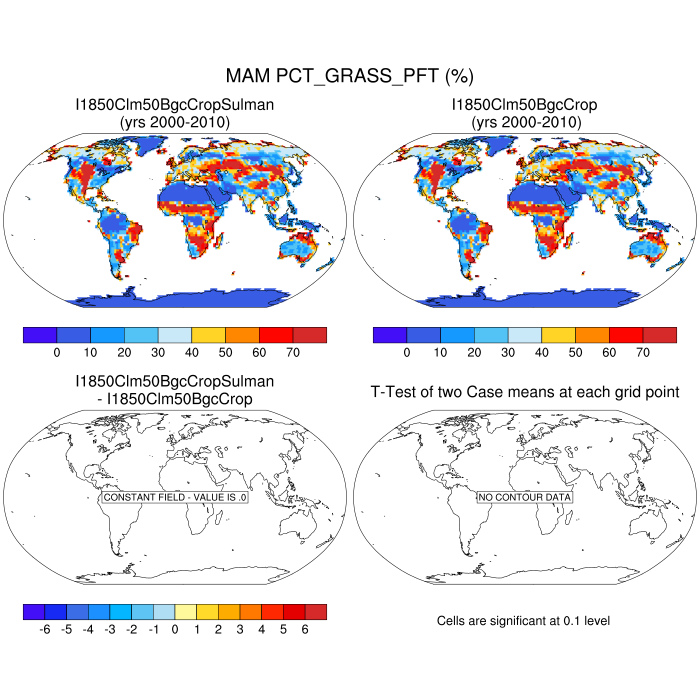 MAM PCT_GRASS_PFT (%)
I1850Clm50BgcCropSulman
(yrs 2000-2010)
I1850Clm50BgcCrop
(yrs 2000-2010)
0 10 20 30 40 50 60 70
0 10 20 30 40 50 60 70
I1850Clm50BgcCropSulman
- I1850Clm50BgcCrop
T-Test of two Case means at each grid point
CONSTANT FIELD - VALUE IS .0
NO CONTOUR DATA
-6 -5 -4 -3 -2 -1 0 1 2 3 4 5 6
Cells are significant at 0.1 level